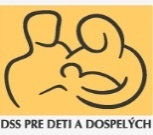 DSS PRE DETI A DOSPELÝCH